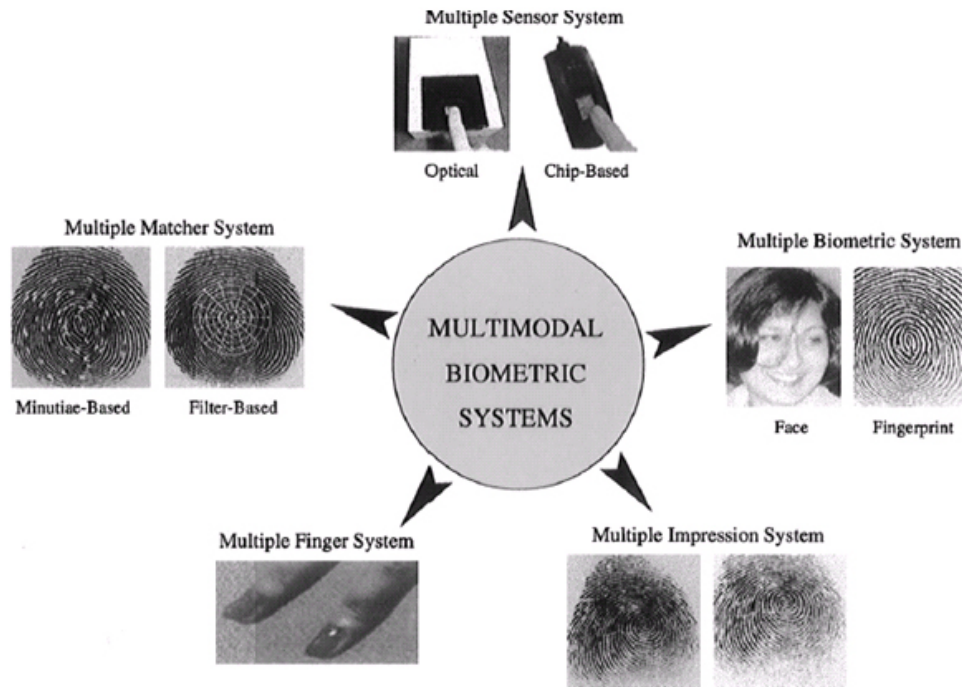 Multiple Sensor System
Optical
Chip-Based
Multiple Matcher System
Minutiae-Based
Filter-Based
Multiple Biometric System
Face
Fingerprint
MULTIMODAL
BIOMETRIC
SYSTEMS
Multiple Finger System
Multiple Impression System